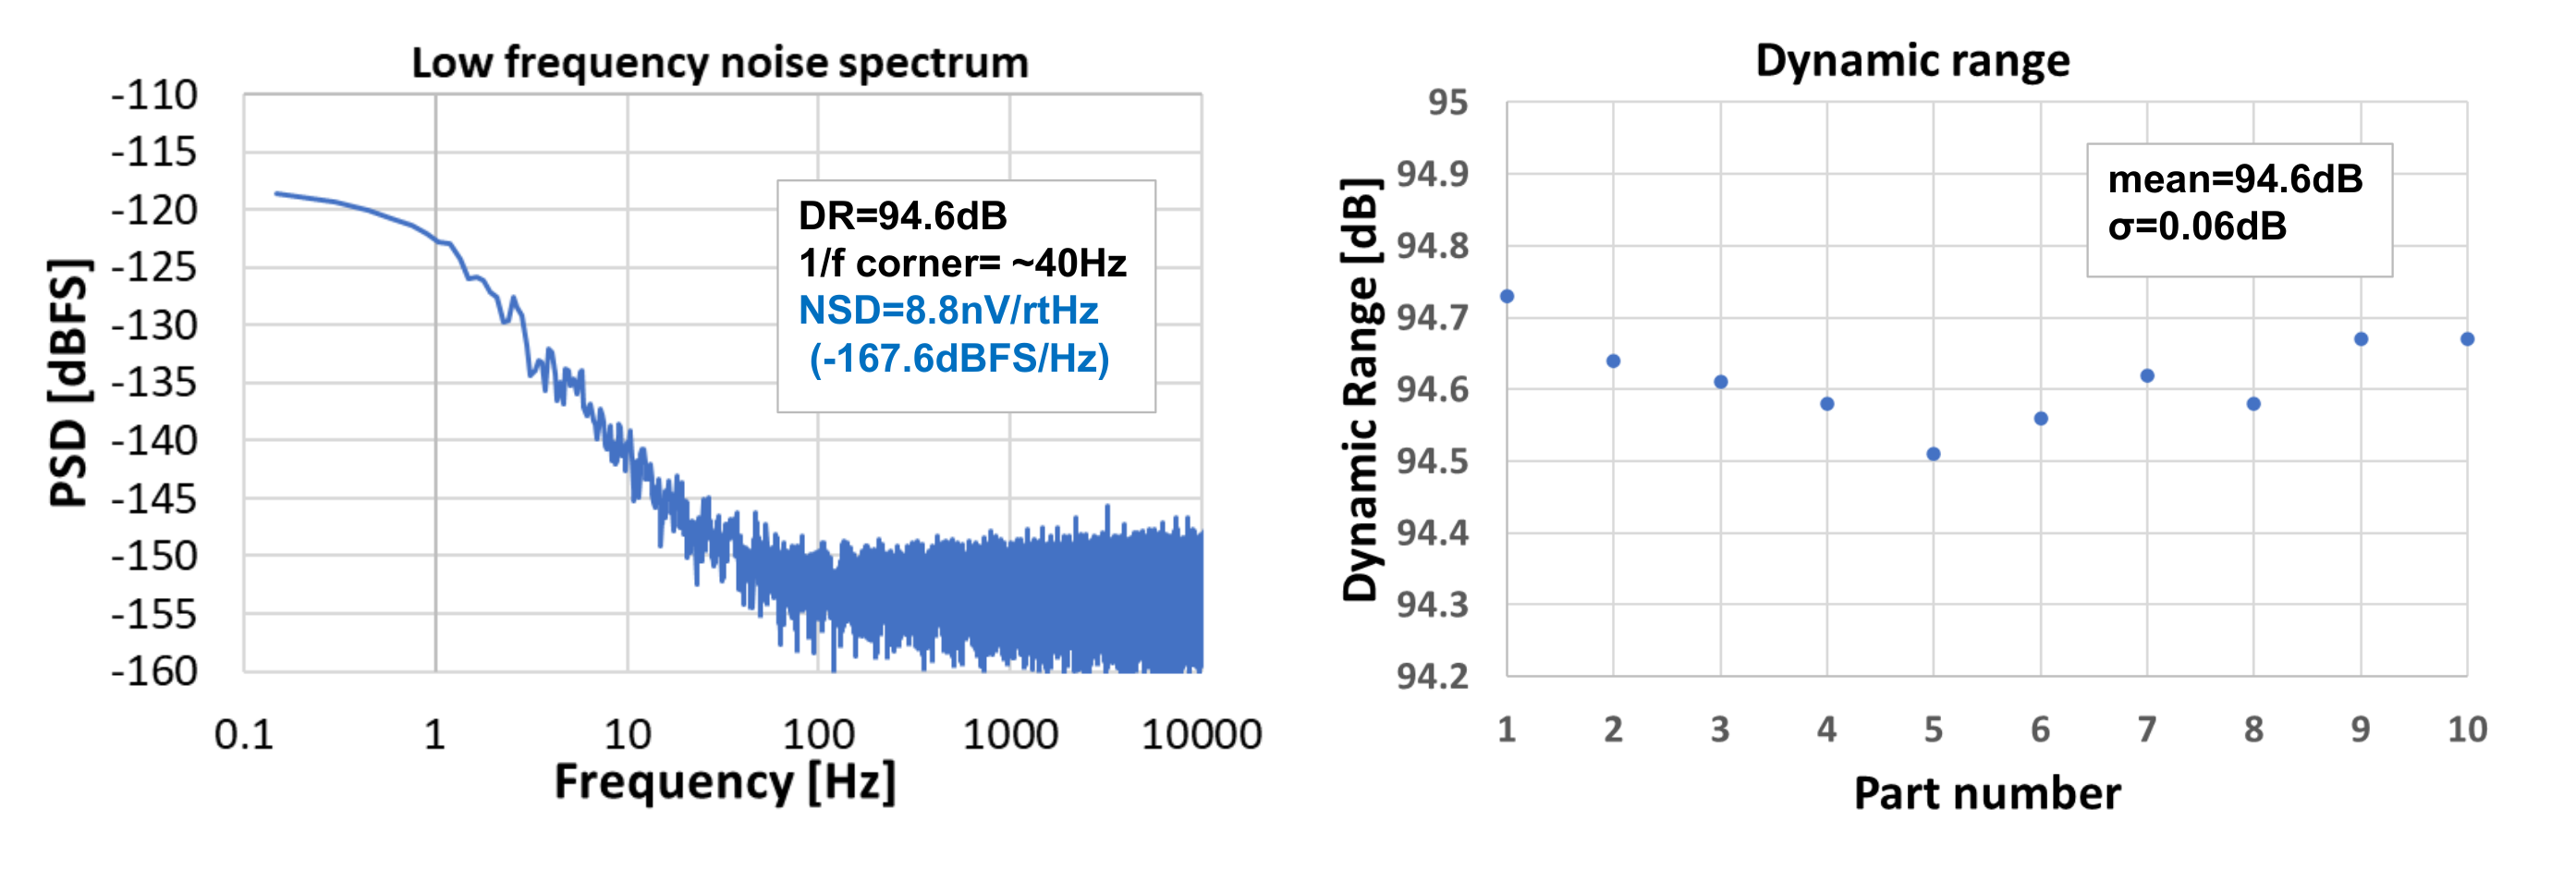 Low frequency noise spectrum
PSD [dBFS]
-110
-115
-120
-125
-130
-135
-140
-145
-150
-155
-160
DR=94.6dB
1/f corner= ~40Hz
NSD=8.8nV/rtHz
(-167.6dBFS/Hz)
0.1 1 10 100 1000 10000
Frequency [Hz]
Dynamic range
Dynamic Range [dB]
95
94.9
94.8
94.7
94.6
94.5
94.4
94.3
94.2
mean=94.6dB
σ=0.06dB
1 2 3 4 5 6 7 8 9 10
Part number